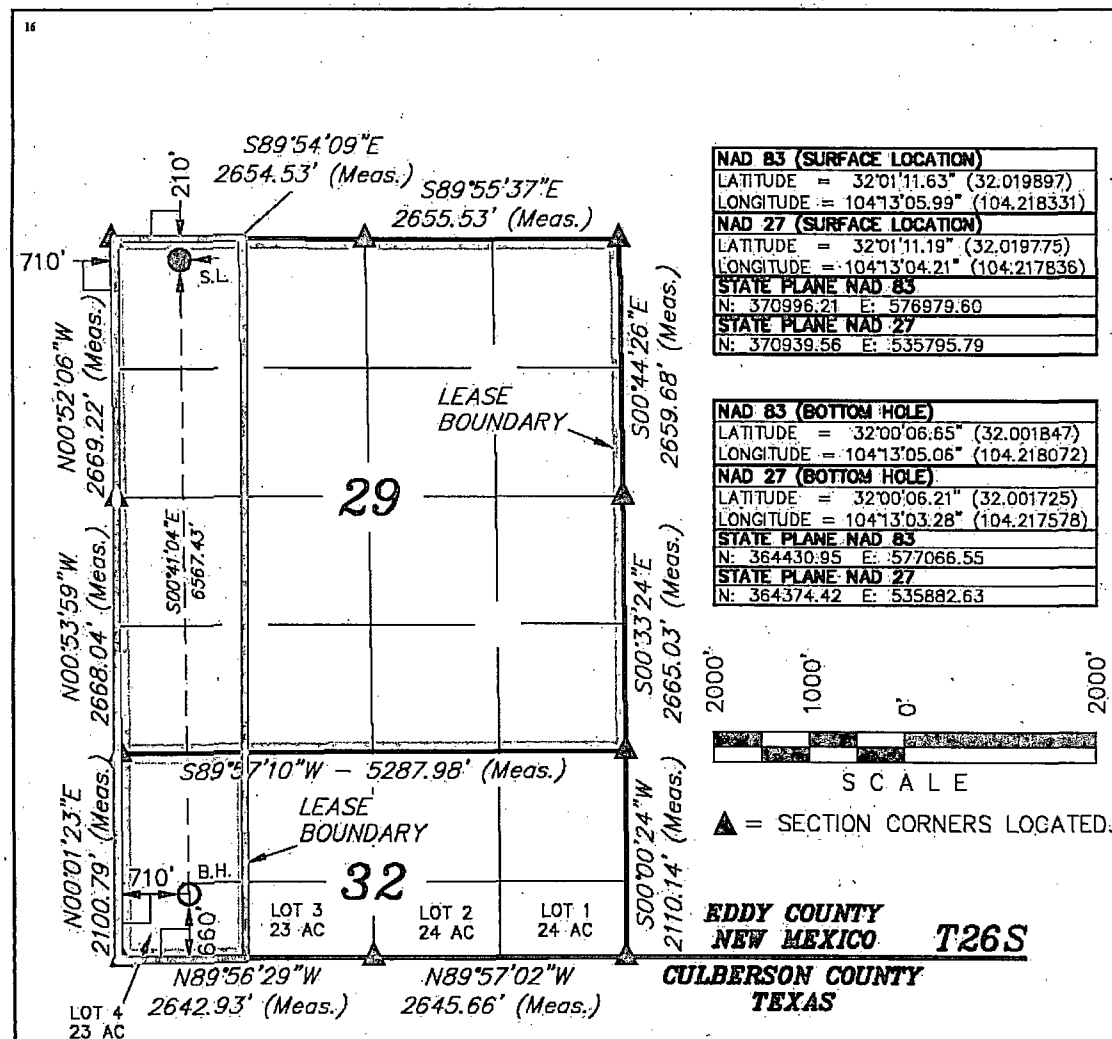 16
S89°54'09"E
2654.53' (Meas.)
S89°55'37"E
2655.53' (Meas.)
210'
710'
S.L.
N00°52'06"W
2669.22' (Meas.)
S00°44'26"E
2659.68' (Meas.)
LEASE
BOUNDARY
29
S00°41'04"E
6567.43'
N00°53'59"W
2668.04' (Meas.)
S00°33'24"E
2665.03' (Meas.)
S89°57'10"W – 5287.98' (Meas.)
LEASE
BOUNDARY
N00°01'23"E
2100.79' (Meas.)
S00°00'24"W
2110.14' (Meas.)
710'
B.H.
660'
32
LOT 3
23 AC
LOT 2
24 AC
LOT 1
24 AC
LOT 4
23 AC
N89°56'29"W
2642.93' (Meas.)
N89°57'02"W
2645.66' (Meas.)
NAD 83 (SURFACE LOCATION)
LATITUDE = 32°01'11.63" (32.019897)
LONGITUDE = 104°13'05.99" (104.218331)
NAD 27 (SURFACE LOCATION)
LATITUDE = 32°01'11.19" (32.019775)
LONGITUDE = 104°13'04.21" (104.217836)
STATE PLANE NAD 83
N: 370996.21 E: 576979.60
STATE PLANE NAD 27
N: 370939.56 E: 535795.79
NAD 83 (BOTTOM HOLE)
LATITUDE = 32°00'06.65" (32.001847)
LONGITUDE = 104°13'05.06" (104.218072)
NAD 27 (BOTTOM HOLE)
LATITUDE = 32°00'06.21" (32.001725)
LONGITUDE = 104°13'03.28" (104.217578)
STATE PLANE NAD 83
N: 364430.95 E: 577066.55
STATE PLANE NAD 27
N: 364374.42 E: 535882.63
2000' 1000' 0' 2000'
SCALE
▲ = SECTION CORNERS LOCATED.
EDDY COUNTY
NEW MEXICO T26S
CULBERSON COUNTY
TEXAS